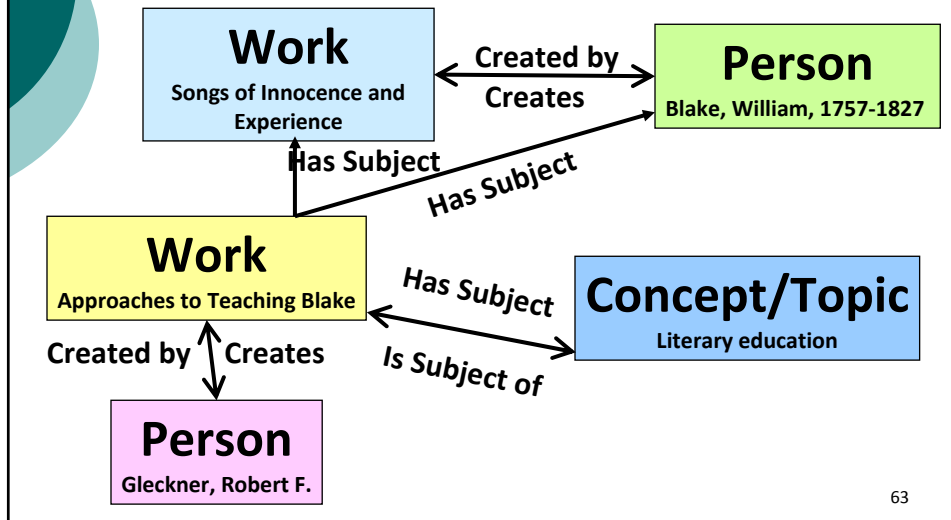 Work
Songs of Innocence and
Experience
Created by
Creates
Person
Blake, William, 1757-1827
Has Subject
Has Subject
Work
Approaches to Teaching Blake
Has Subject
Is Subject of
Concept/Topic
Literary education
Created by
Creates
Person
Gleckner, Robert F.
63